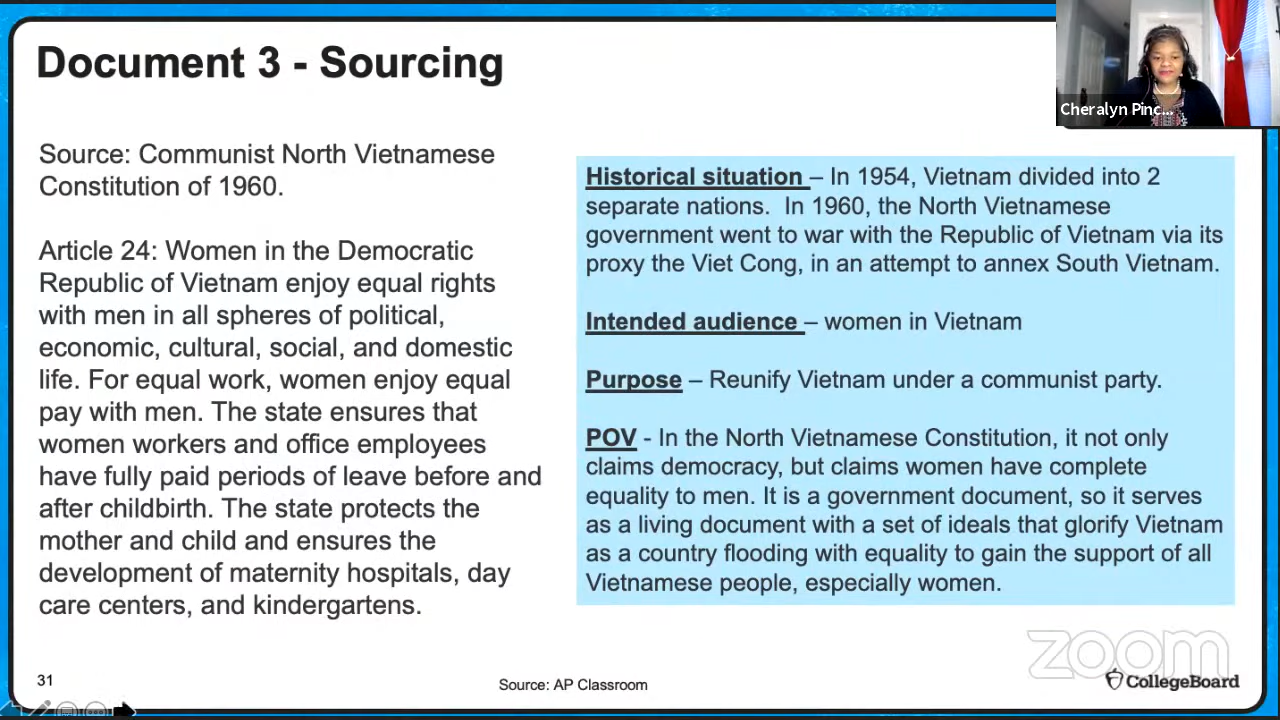 Document 3 - Sourcing
Cheralyn Pinc...
Source: Communist North Vietnamese
Constitution of 1960.
Article 24: Women in the Democratic
Republic of Vietnam enjoy equal rights
with men in all spheres of political,
economic, cultural, social, and domestic
life. For equal work, women enjoy equal
pay with men. The state ensures that
women workers and office employees
have fully paid periods of leave before and
after childbirth. The state protects the
mother and child and ensures the
development of maternity hospitals, day
care centers, and kindergartens.
Historical situation – In 1954, Vietnam divided into 2
separate nations. In 1960, the North Vietnamese
government went to war with the Republic of Vietnam via its
proxy the Viet Cong, in an attempt to annex South Vietnam.
Intended audience – women in Vietnam
Purpose – Reunify Vietnam under a communist party.
POV - In the North Vietnamese Constitution, it not only
claims democracy, but claims women have complete
equality to men. It is a government document, so it serves
as a living document with a set of ideals that glorify Vietnam
as a country flooding with equality to gain the support of all
Vietnamese people, especially women.
zoom
31
Source: AP Classroom
CollegeBoard